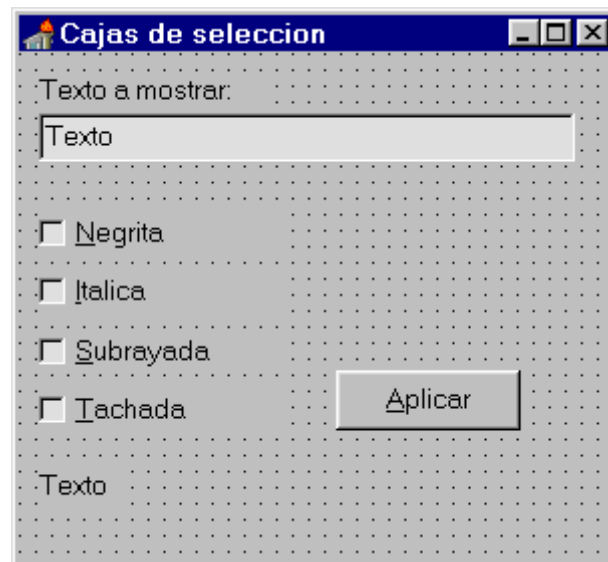 Cajas de seleccion
Texto a mostrar:
Texto
Negrita
Italica
Subrayada
Tachada
Aplicar
Texto